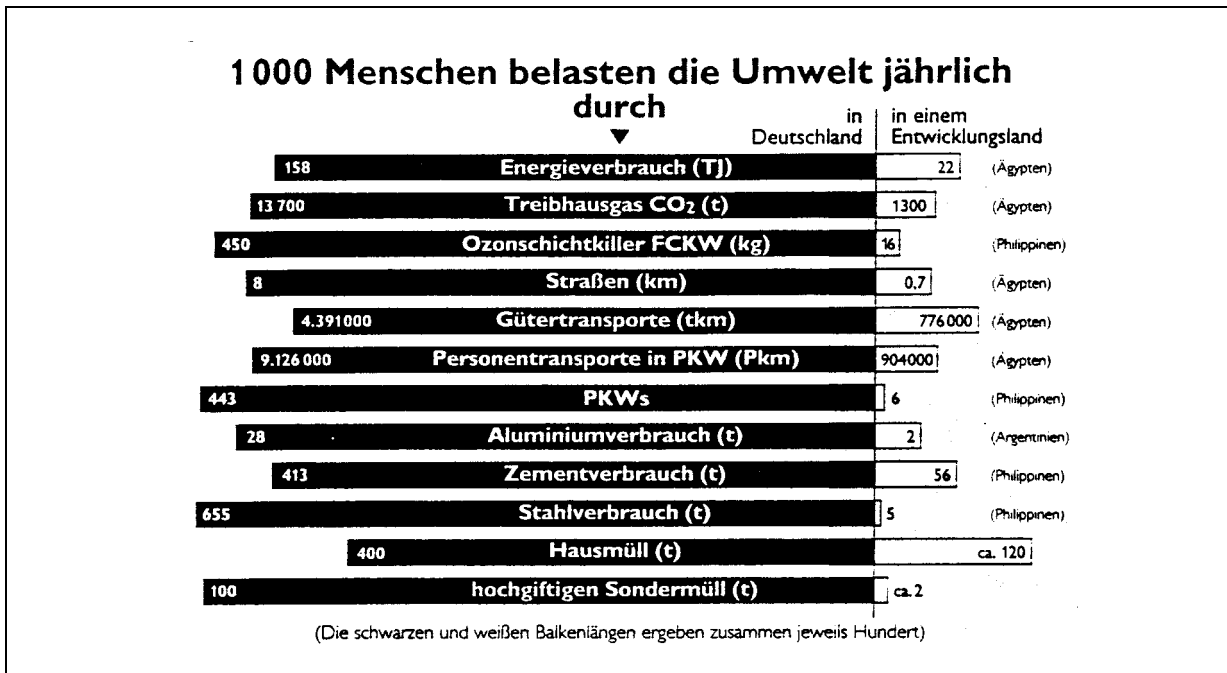 1000 Menschen belasten die Umwelt jährlich
durch
in
Deutschland
in einem
Entwicklungsland
158 Energieverbrauch (TJ) 22 (Ägypten)
13 700 Treibhausgas CO₂ (t) 1300 (Ägypten)
450 Ozonschichtkiller FCKW (kg) 16 (Philippinen)
8 Straßen (km) 0,7 (Ägypten)
4.391000 Gütertransporte (tkm) 776000 (Ägypten)
9.126 000 Personentransporte in PKW (Pkm) 904000 (Ägypten)
443 PKWs 6 (Philippinen)
28 Aluminiumverbrauch (t) 2 (Argentinien)
413 Zementverbrauch (t) 56 (Philippinen)
655 Stahlverbrauch (t) 5 (Philippinen)
400 Hausmüll (t) ca. 120
100 hochgiftigen Sondermüll (t) ca. 2
(Die schwarzen und weißen Balkenlängen ergeben zusammen jeweils Hundert)